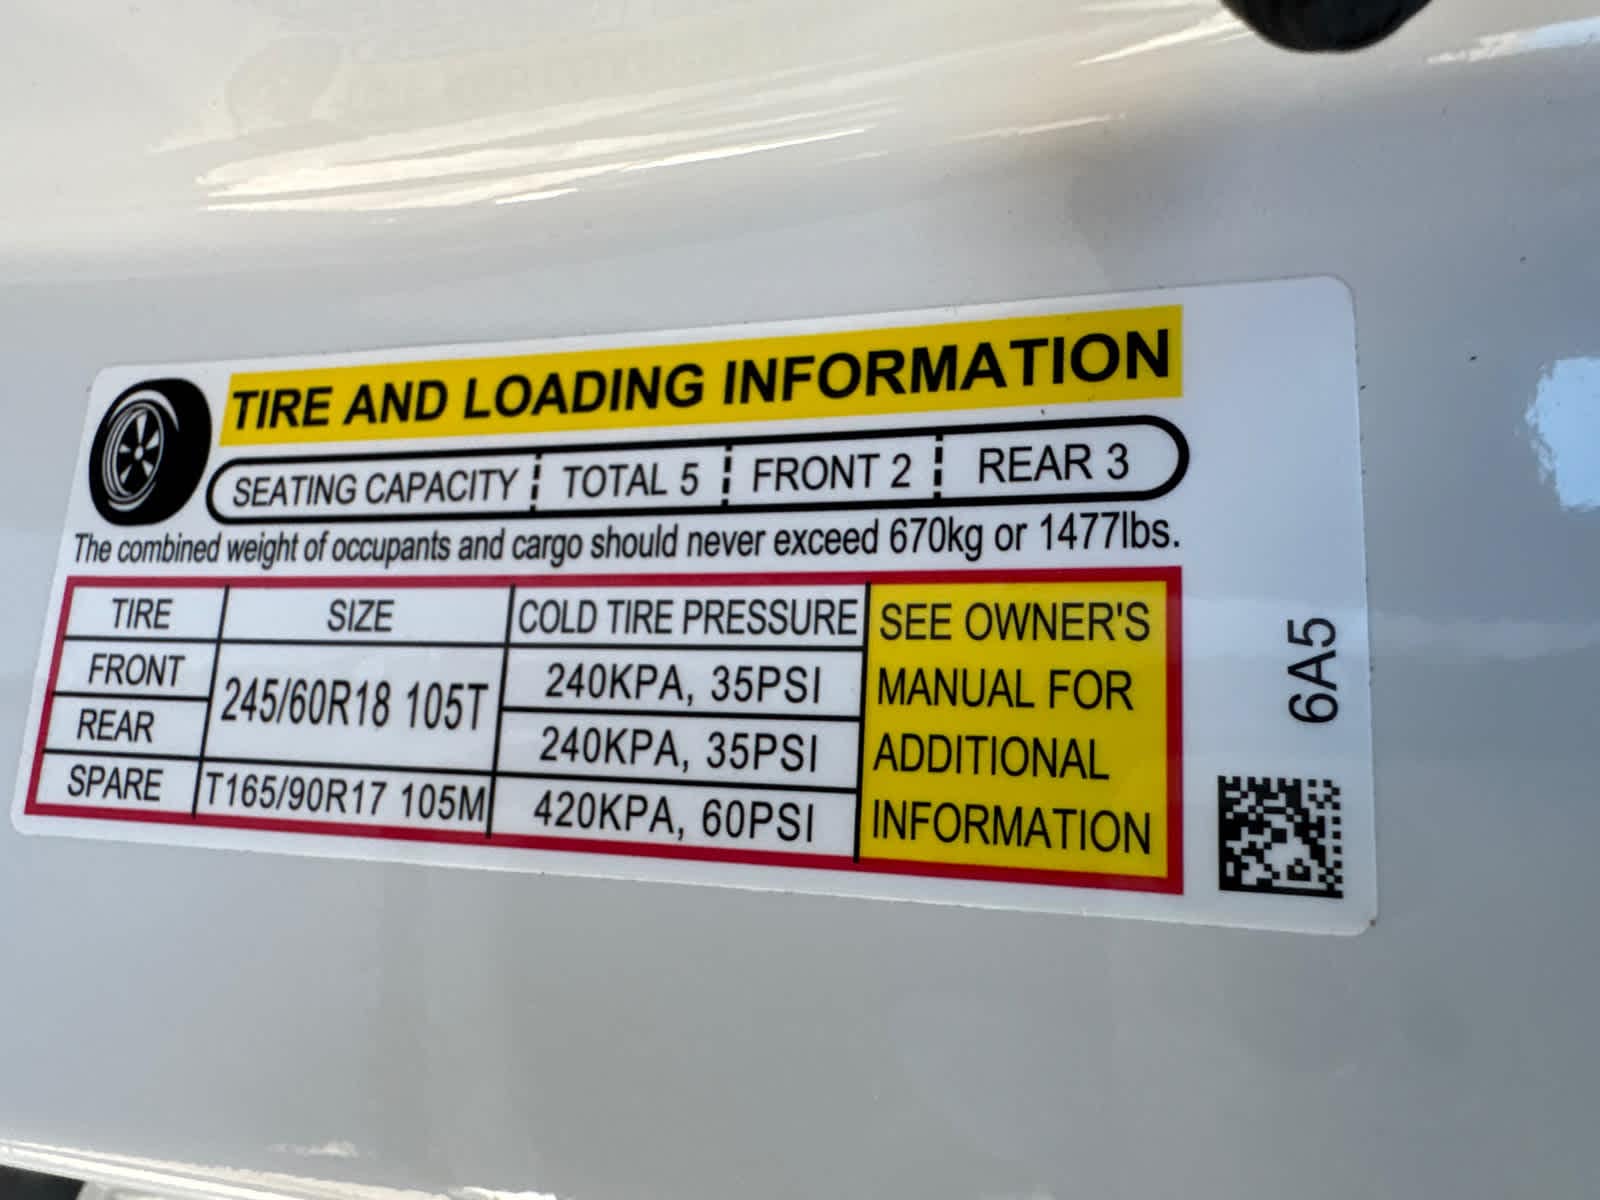 TIRE AND LOADING INFORMATION
SEATING CAPACITY TOTAL 5 FRONT 2 REAR 3
The combined weight of occupants and cargo should never exceed 670kg or 1477lbs.
TIRE SIZE COLD TIRE PRESSURE
FRONT 245/60R18 105T 240KPA, 35PSI
REAR 240KPA, 35PSI
SPARE T165/90R17 105M 420KPA, 60PSI
SEE OWNER'S
MANUAL FOR
ADDITIONAL
INFORMATION
6A5